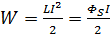 W = LI²/2 = Φ_S I/2